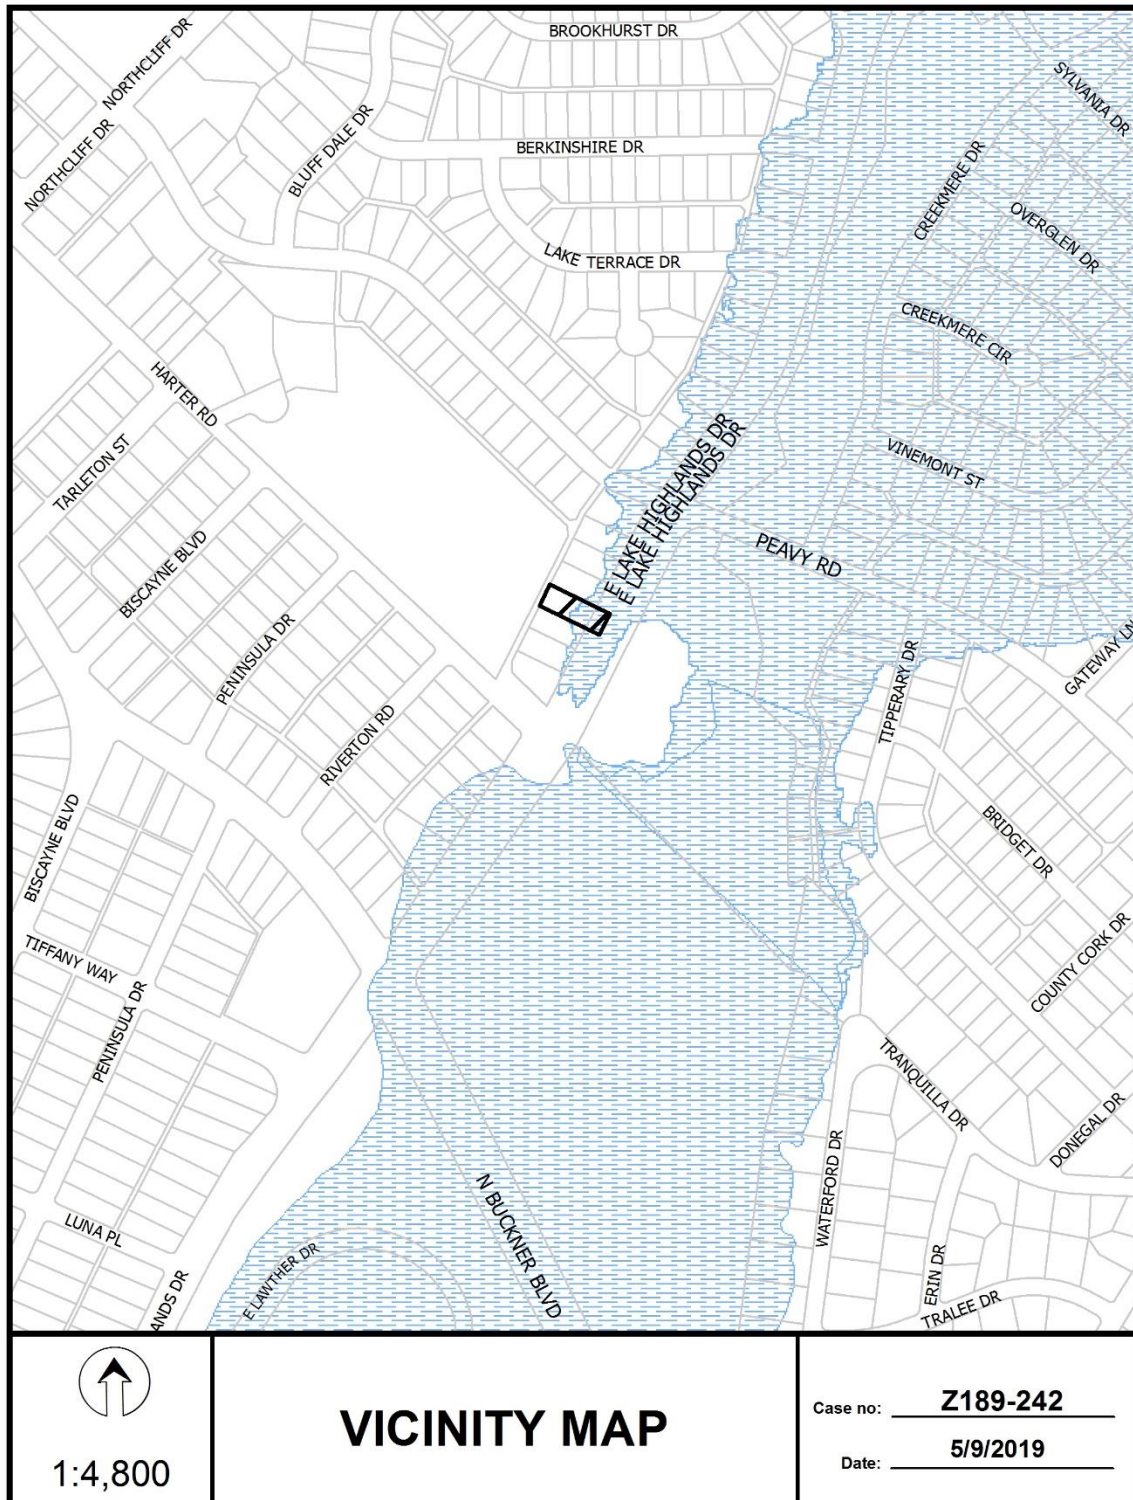 BROOKHURST DR
NORTHCLIFF DR
SYLVANIA DR
NORTHCLIFF DR
BLUFF DALE DR
BERKINSHIRE DR
CREEKMERE DR
OVERGLEN DR
LAKE TERRACE DR
CREEKMERE CIR
HARTER RD
TARLETON ST
VINEMONT ST
E LAKE HIGHLANDS DR
E LAKE HIGHLANDS DR
PEAVY RD
BISCAYNE BLVD
PENINSULA DR
GATEWAY LN
TIPPERARY DR
RIVERTON RD
BISCAYNE BLVD
BRIDGET DR
TIFFANY WAY
COUNTY CORK DR
PENINSULA DR
TRANQUILLA DR
DONEGAL DR
WATERFORD DR
N BUCKNER BLVD
LUNA PL
E LAWTHER DR
ERIN DR
ANDS DR
TRALEE DR
1:4,800
VICINITY MAP
Case no: Z189-242
Date: 5/9/2019